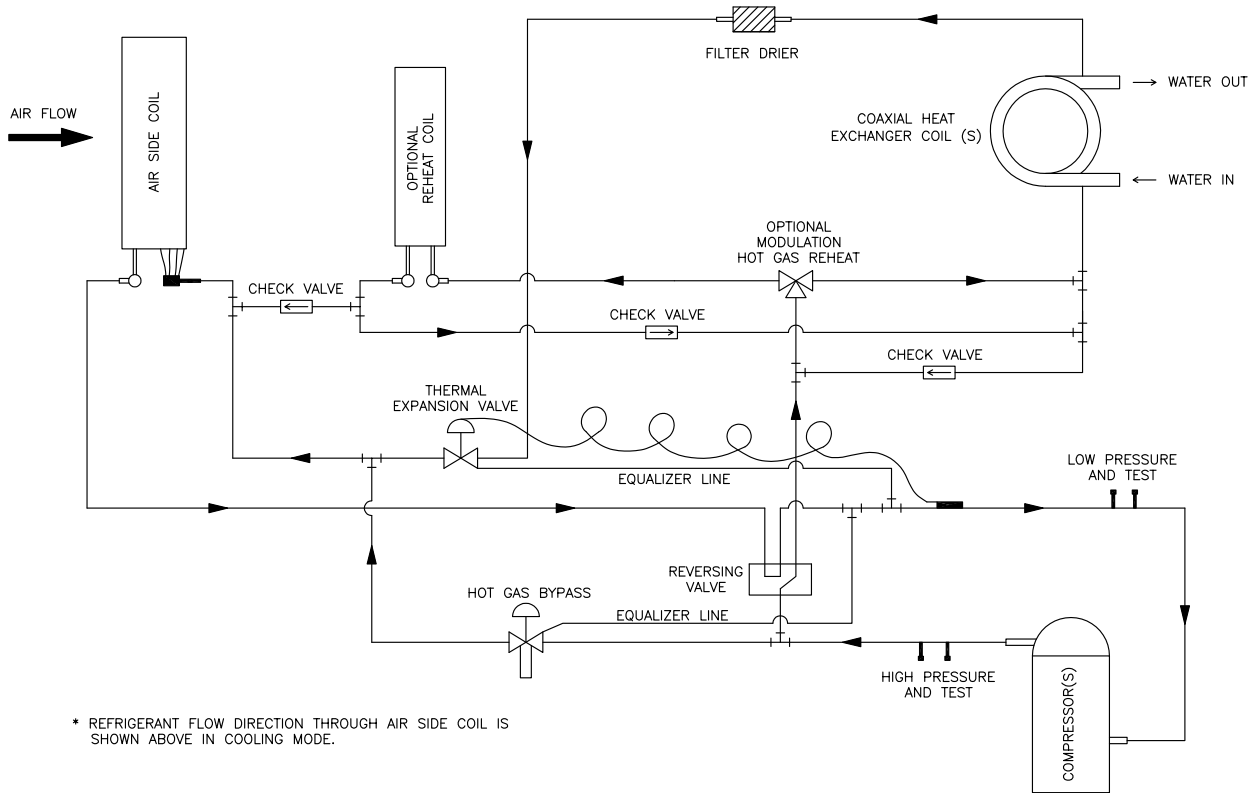 FILTER DRIER
WATER OUT
AIR FLOW
AIR SIDE COIL
OPTIONAL
REHEAT COIL
COAXIAL HEAT
EXCHANGER COIL (S)
WATER IN
OPTIONAL
MODULATION
HOT GAS REHEAT
CHECK VALVE
CHECK VALVE
CHECK VALVE
THERMAL
EXPANSION VALVE
EQUALIZER LINE
LOW PRESSURE
AND TEST
REVERSING
VALVE
HOT GAS BYPASS
EQUALIZER LINE
HIGH PRESSURE
AND TEST
COMPRESSOR(S)
* REFRIGERANT FLOW DIRECTION THROUGH AIR SIDE COIL IS
SHOWN ABOVE IN COOLING MODE.